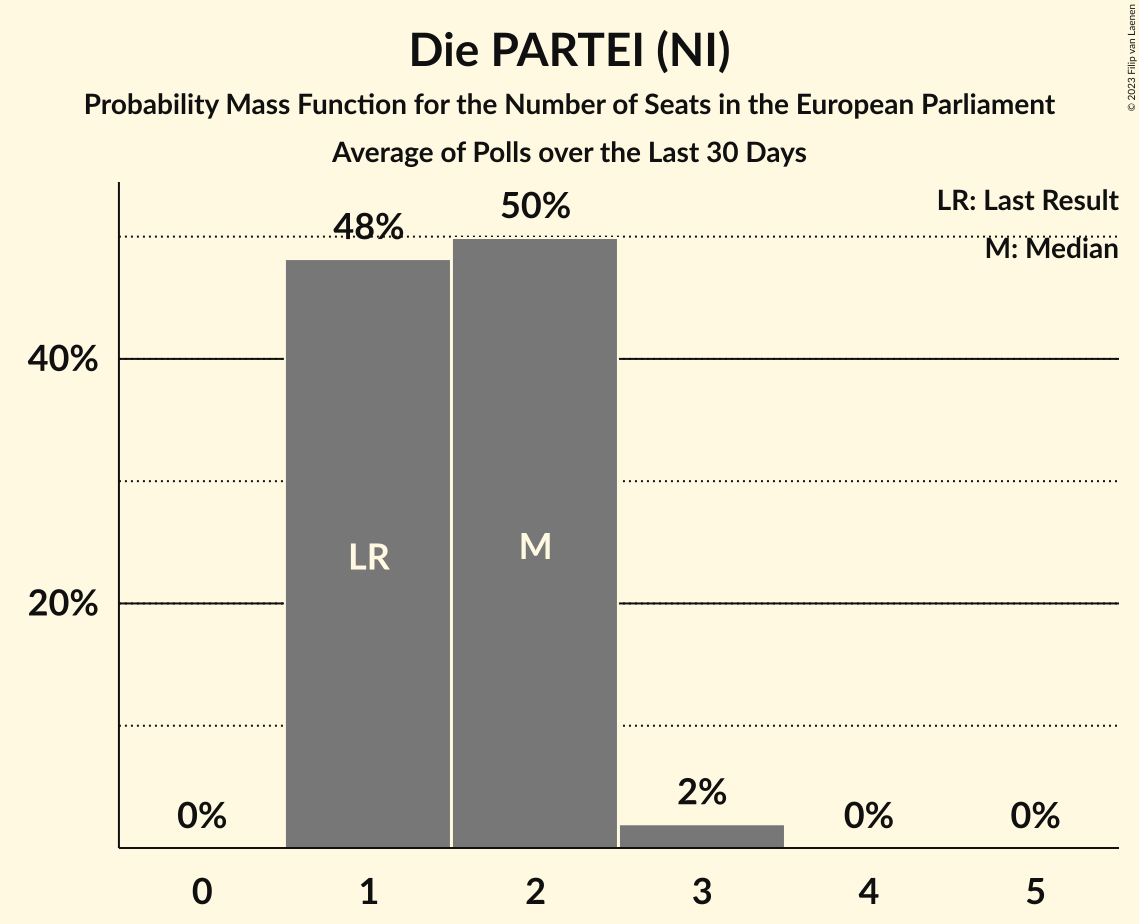 Die PARTEI (NI)
Probability Mass Function for the Number of Seats in the European Parliament
Average of Polls over the Last 30 Days
© 2023 Filip van Laenen
LR: Last Result
M: Median
48%
50%
40%
20%
LR
M
0%
2%
0%
0%
0
1
2
3
4
5